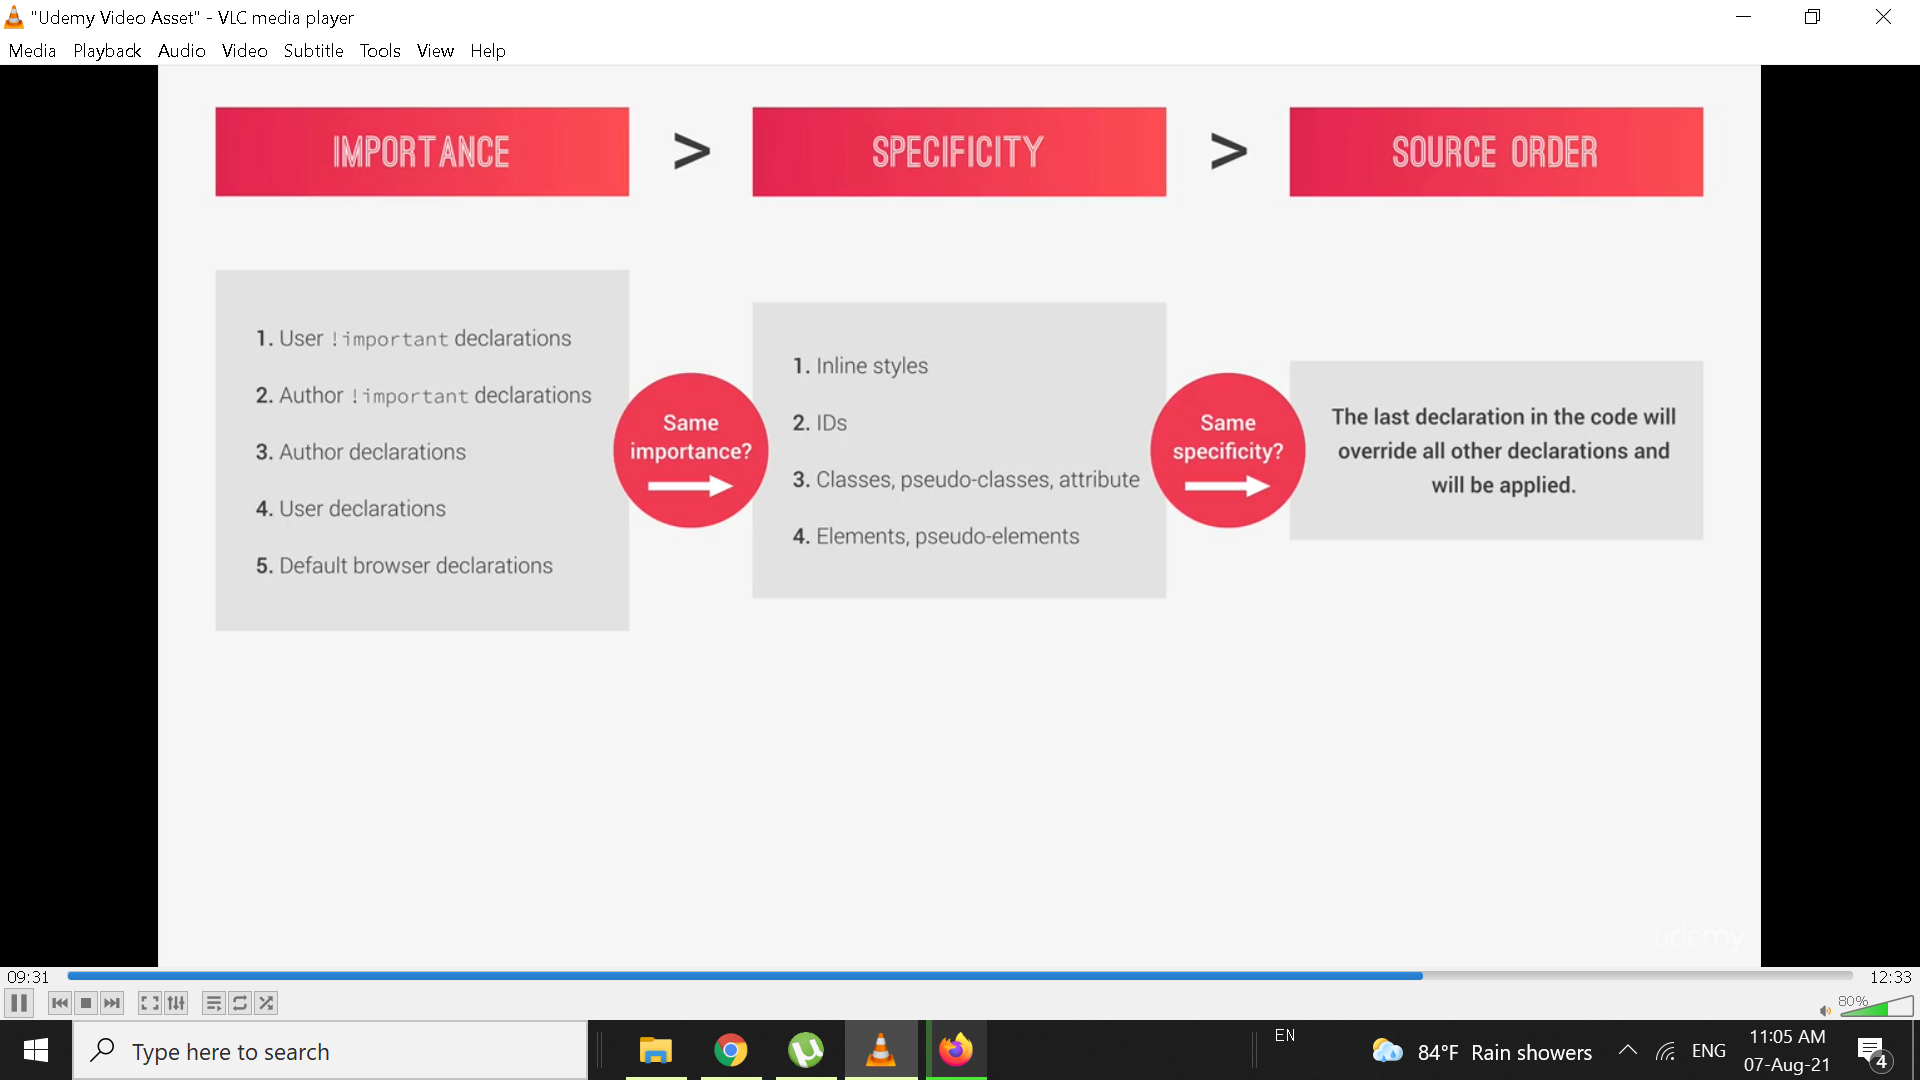 "Udemy Video Asset" - VLC media player
Media Playback Audio Video Subtitle Tools View Help
IMPORTANCE > SPECIFICITY > SOURCE ORDER
1. User !important declarations
2. Author !important declarations
3. Author declarations
4. User declarations
5. Default browser declarations
Same
importance?
1. Inline styles
2. IDs
3. Classes, pseudo-classes, attribute
4. Elements, pseudo-elements
Same
specificity?
The last declaration in the code will
override all other declarations and
will be applied.
udemy
09:31
12:33
80%
Type here to search
EN
84°F Rain showers
ENG
11:05 AM
07-Aug-21
4